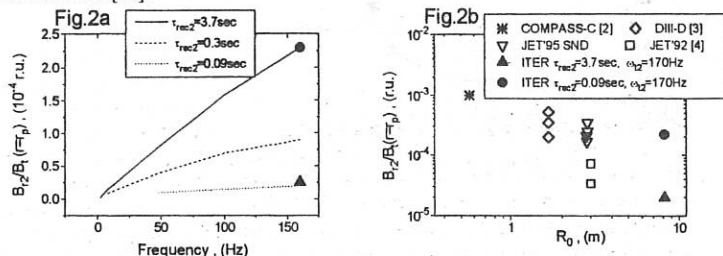 Fig.2a
τrec2=3.7sec
τrec2=0.3sec
τrec2=0.09sec
2.5
2.0
1.5
1.0
0.5
0.0
Br2/Bt(r=rp), (10-4 r.u.)
0 50 100 150
Frequency, (Hz)
Fig.2b
COMPASS-C [2]
DIII-D [3]
JET'95 SND
JET'92 [4]
ITER τrec2=3.7sec, ωt2=170Hz
ITER τrec2=0.09sec, ωt2=170Hz
10-2
10-3
10-4
10-5
Br2/Bt(r=rp), (r.u.)
1 10
R0, (m)